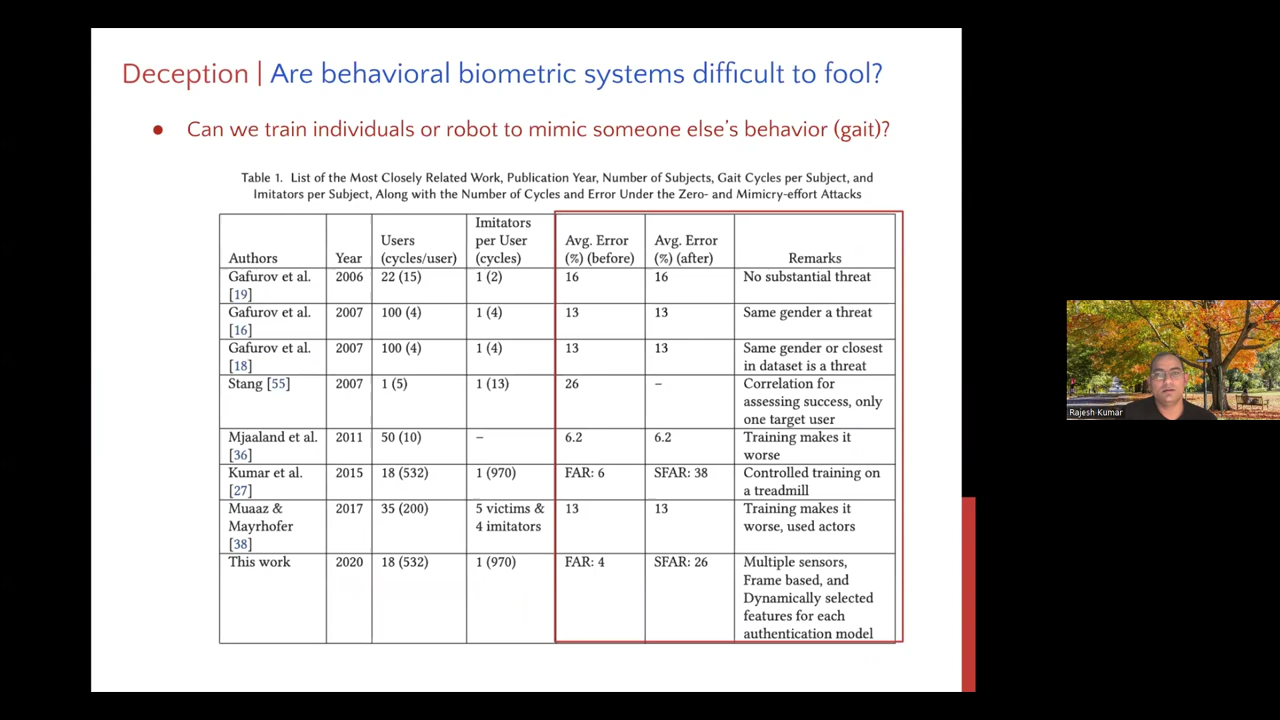 Deception | Are behavioral biometric systems difficult to fool?
● Can we train individuals or robot to mimic someone else's behavior (gait)?
Table 1. List of the Most Closely Related Work, Publication Year, Number of Subjects, Gait Cycles per Subject, and
Imitators per Subject, Along with the Number of Cycles and Error Under the Zero- and Mimicry-effort Attacks
Authors Year Users (cycles/user) Imitators per User (cycles) Avg. Error (%) (before) Avg. Error (%) (after) Remarks
Gafurov et al. [19] 2006 22 (15) 1 (2) 16 16 No substantial threat
Gafurov et al. [16] 2007 100 (4) 1 (4) 13 13 Same gender a threat
Gafurov et al. [18] 2007 100 (4) 1 (4) 13 13 Same gender or closest in dataset is a threat
Stang [55] 2007 1 (5) 1 (13) 26 – Correlation for assessing success, only one target user
Mjaaland et al. [36] 2011 50 (10) – 6.2 6.2 Training makes it worse
Kumar et al. [27] 2015 18 (532) 1 (970) FAR: 6 SFAR: 38 Controlled training on a treadmill
Muaaz & Mayrhofer [38] 2017 35 (200) 5 victims & 4 imitators 13 13 Training makes it worse, used actors
This work 2020 18 (532) 1 (970) FAR: 4 SFAR: 26 Multiple sensors, Frame based, and Dynamically selected features for each authentication model
Rajesh Kumar